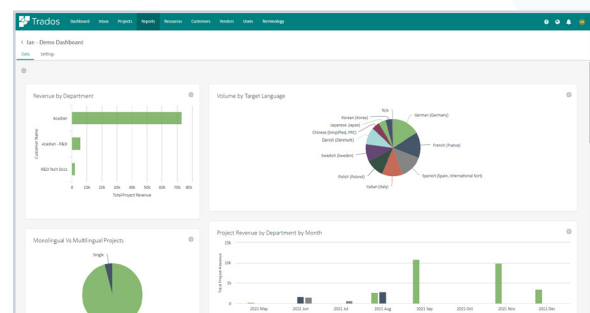 Trados Dashboard Inbox Projects Reports Resources Customers Vendors Users Terminology
< Ian - Demo Dashboard
Data Settings
Revenue by Department
Customer Name
Acadian
Acadian - R&D
R&D Tech Docs
0 10k 20k 30k 40k 50k 60k 70k 80k
Total Project Revenue
Volume by Target Language
N/A
German (Germany)
Korean (Korea)
Japanese (Japan)
Chinese (Simplified, PRC)
Danish (Denmark)
French (France)
Swedish (Sweden)
Polish (Poland)
Spanish (Spain, International Sort)
Italian (Italy)
Monolingual Vs Multilingual Projects
Single
Project Revenue by Department by Month
Total Project Revenue
15k
10k
5k
0
2021 May 2021 Jun 2021 Jul 2021 Aug 2021 Sep 2021 Oct 2021 Nov 2021 Dec